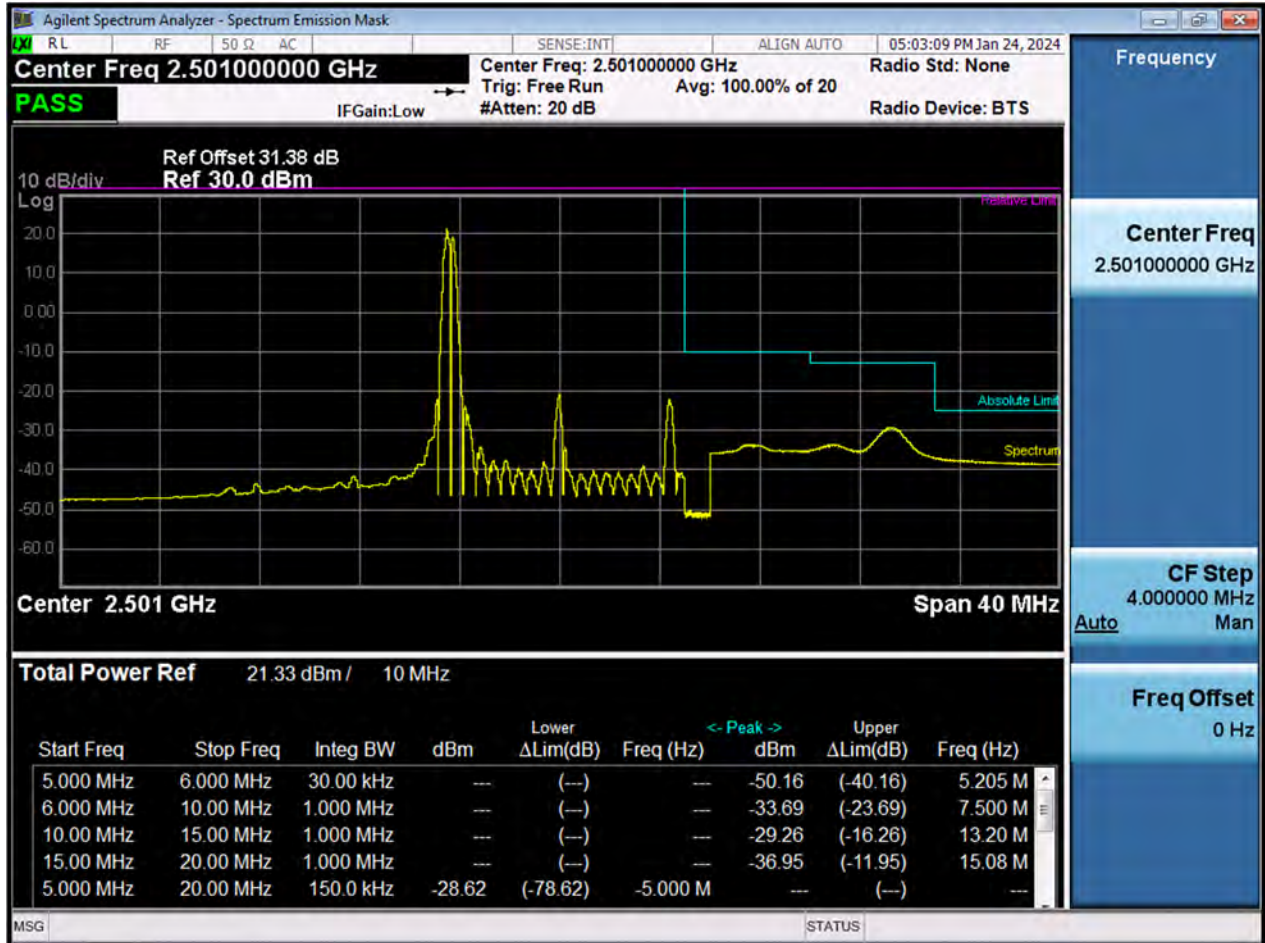 Agilent Spectrum Analyzer - Spectrum Emission Mask
LXI RL RF 50 Ω AC SENSE:INT ALIGN AUTO 05:03:09 PM Jan 24, 2024
Center Freq 2.501000000 GHz Center Freq: 2.501000000 GHz Radio Std: None
Trig: Free Run Avg: 100.00% of 20
PASS IFGain:Low #Atten: 20 dB Radio Device: BTS
Ref Offset 31.38 dB
10 dB/div Ref 30.0 dBm
Log
Relative Limit
20.0
10.0
0.00
-10.0
-20.0
Absolute Limit
-30.0
Spectrum
-40.0
-50.0
-60.0
Center 2.501 GHz Span 40 MHz
Total Power Ref 21.33 dBm / 10 MHz
Lower <- Peak -> Upper
Start Freq Stop Freq Integ BW dBm ΔLim(dB) Freq (Hz) dBm ΔLim(dB) Freq (Hz)
5.000 MHz 6.000 MHz 30.00 kHz --- (---) --- -50.16 (-40.16) 5.205 M
6.000 MHz 10.00 MHz 1.000 MHz --- (---) --- -33.69 (-23.69) 7.500 M
10.00 MHz 15.00 MHz 1.000 MHz --- (---) --- -29.26 (-16.26) 13.20 M
15.00 MHz 20.00 MHz 1.000 MHz --- (---) --- -36.95 (-11.95) 15.08 M
5.000 MHz 20.00 MHz 150.0 kHz -28.62 (-78.62) -5.000 M --- (---) ---
MSG STATUS
Frequency
Center Freq
2.501000000 GHz
CF Step
4.000000 MHz
Auto Man
Freq Offset
0 Hz